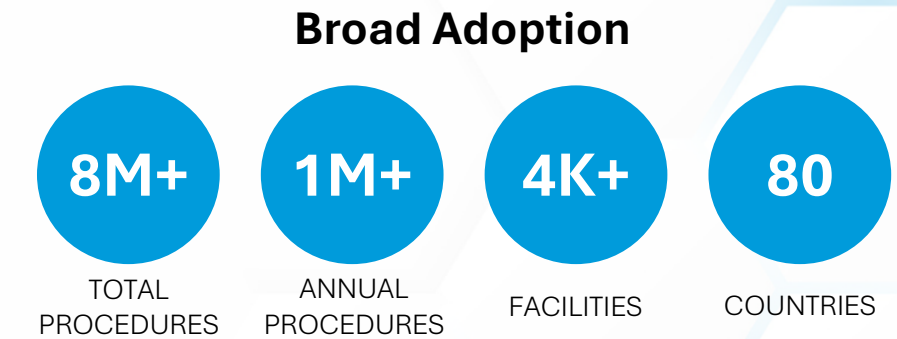 Broad Adoption
8M+
1M+
4K+
80
TOTAL
PROCEDURES
ANNUAL
PROCEDURES
FACILITIES
COUNTRIES